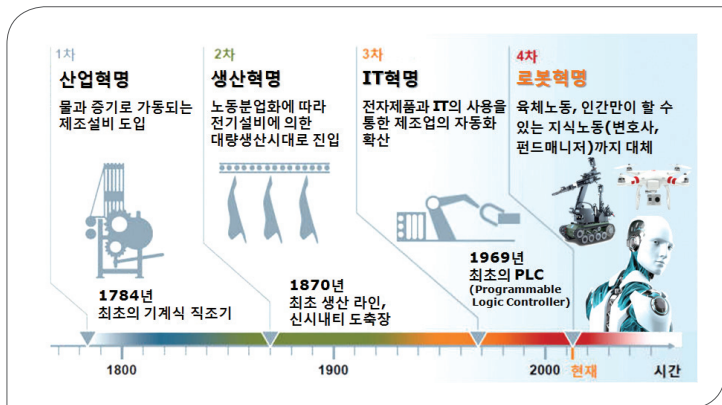 1차
산업혁명
물과 증기로 가동되는
제조설비 도입
1784년
최초의 기계식 직조기
2차
생산혁명
노동분업화에 따라
전기설비에 의한
대량생산시대로 진입
1870년
최초 생산 라인,
신시내티 도축장
3차
IT혁명
전자제품과 IT의 사용을
통한 제조업의 자동화
확산
1969년
최초의 PLC
(Programmable
Logic Controller)
4차
로봇혁명
육체노동, 인간만이 할 수
있는 지식노동(변호사,
펀드매니저)까지 대체
1800
1900
2000
현재
시간